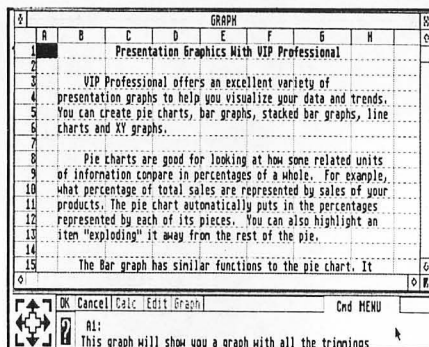 GRAPH
A B C D E F G H
1 Presentation Graphics With VIP Professional
2
3 VIP Professional offers an excellent variety of
4 presentation graphs to help you visualize your data and trends.
5 You can create pie charts, bar graphs, stacked bar graphs, line
6 charts and XY graphs.
7
8 Pie charts are good for looking at how some related units
9 of information compare in percentages of a whole. For example,
10 what percentage of total sales are represented by sales of your
11 products. The pie chart automatically puts in the percentages
12 represented by each of its pieces. You can also highlight an
13 item "exploding" it away from the rest of the pie.
14
15 The Bar graph has similar functions to the pie chart. It
OK Cancel Calc Edit Graph Cmd MENU
? A1:
This graph will show you a graph with all the trimmings